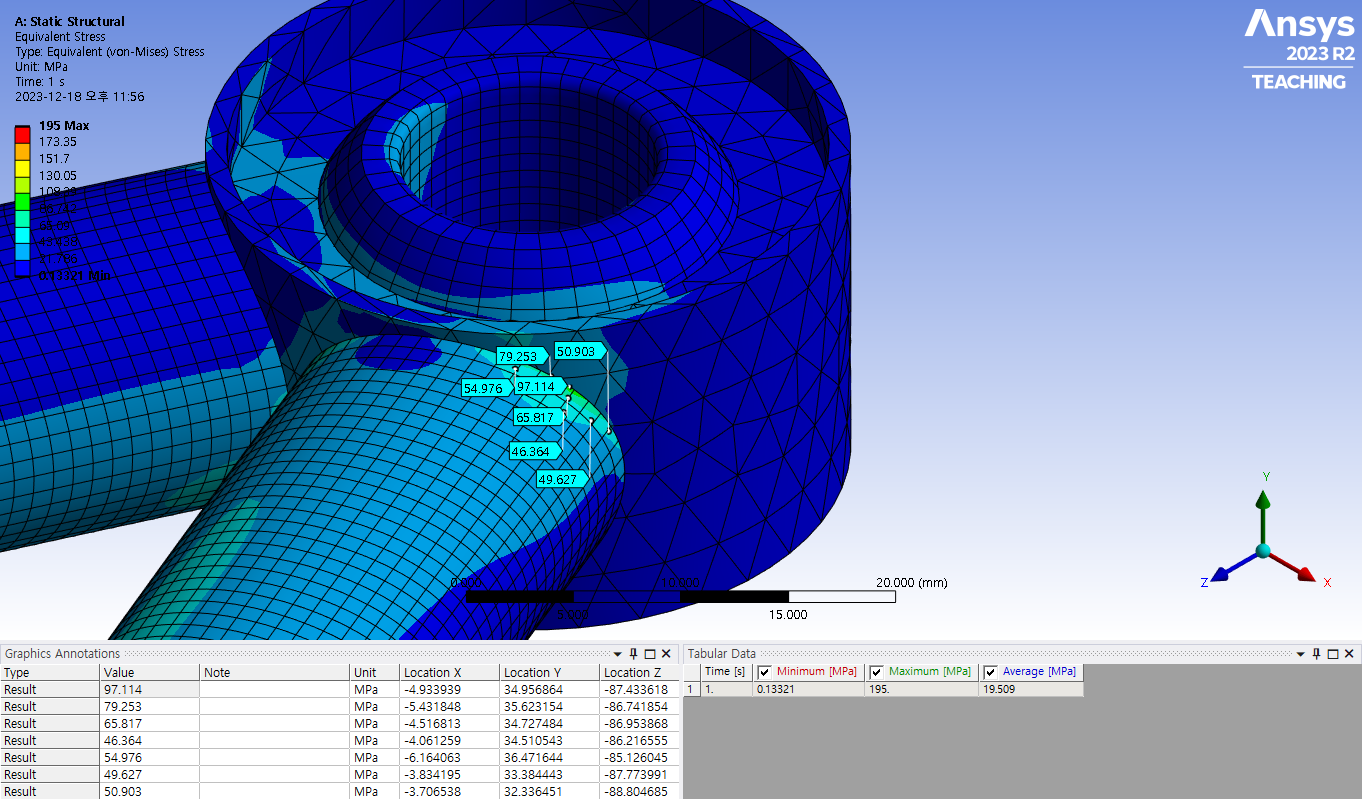 A: Static Structural
Equivalent Stress
Type: Equivalent (von-Mises) Stress
Unit: MPa
Time: 1 s
2023-12-18 오후 11:56
Ansys
2023 R2
TEACHING
195 Max
173.35
151.7
130.05
79.253
50.903
54.976
97.114
65.817
46.364
49.627
0.000
10.000
20.000 (mm)
5.000
15.000
Y
Z
X
Graphics Annotations
Type Value Note Unit Location X Location Y Location Z
Result 97.114 MPa -4.933939 34.956864 -87.433618
Result 79.253 MPa -5.431848 35.623154 -86.741854
Result 65.817 MPa -4.516813 34.727484 -86.953868
Result 46.364 MPa -4.061259 34.510543 -86.216555
Result 54.976 MPa -6.164063 36.471644 -85.126045
Result 49.627 MPa -3.834195 33.384443 -87.773991
Result 50.903 MPa -3.706538 32.336451 -88.804685
Tabular Data
Time [s] Minimum [MPa] Maximum [MPa] Average [MPa]
1 1. 0.13321 195. 19.509